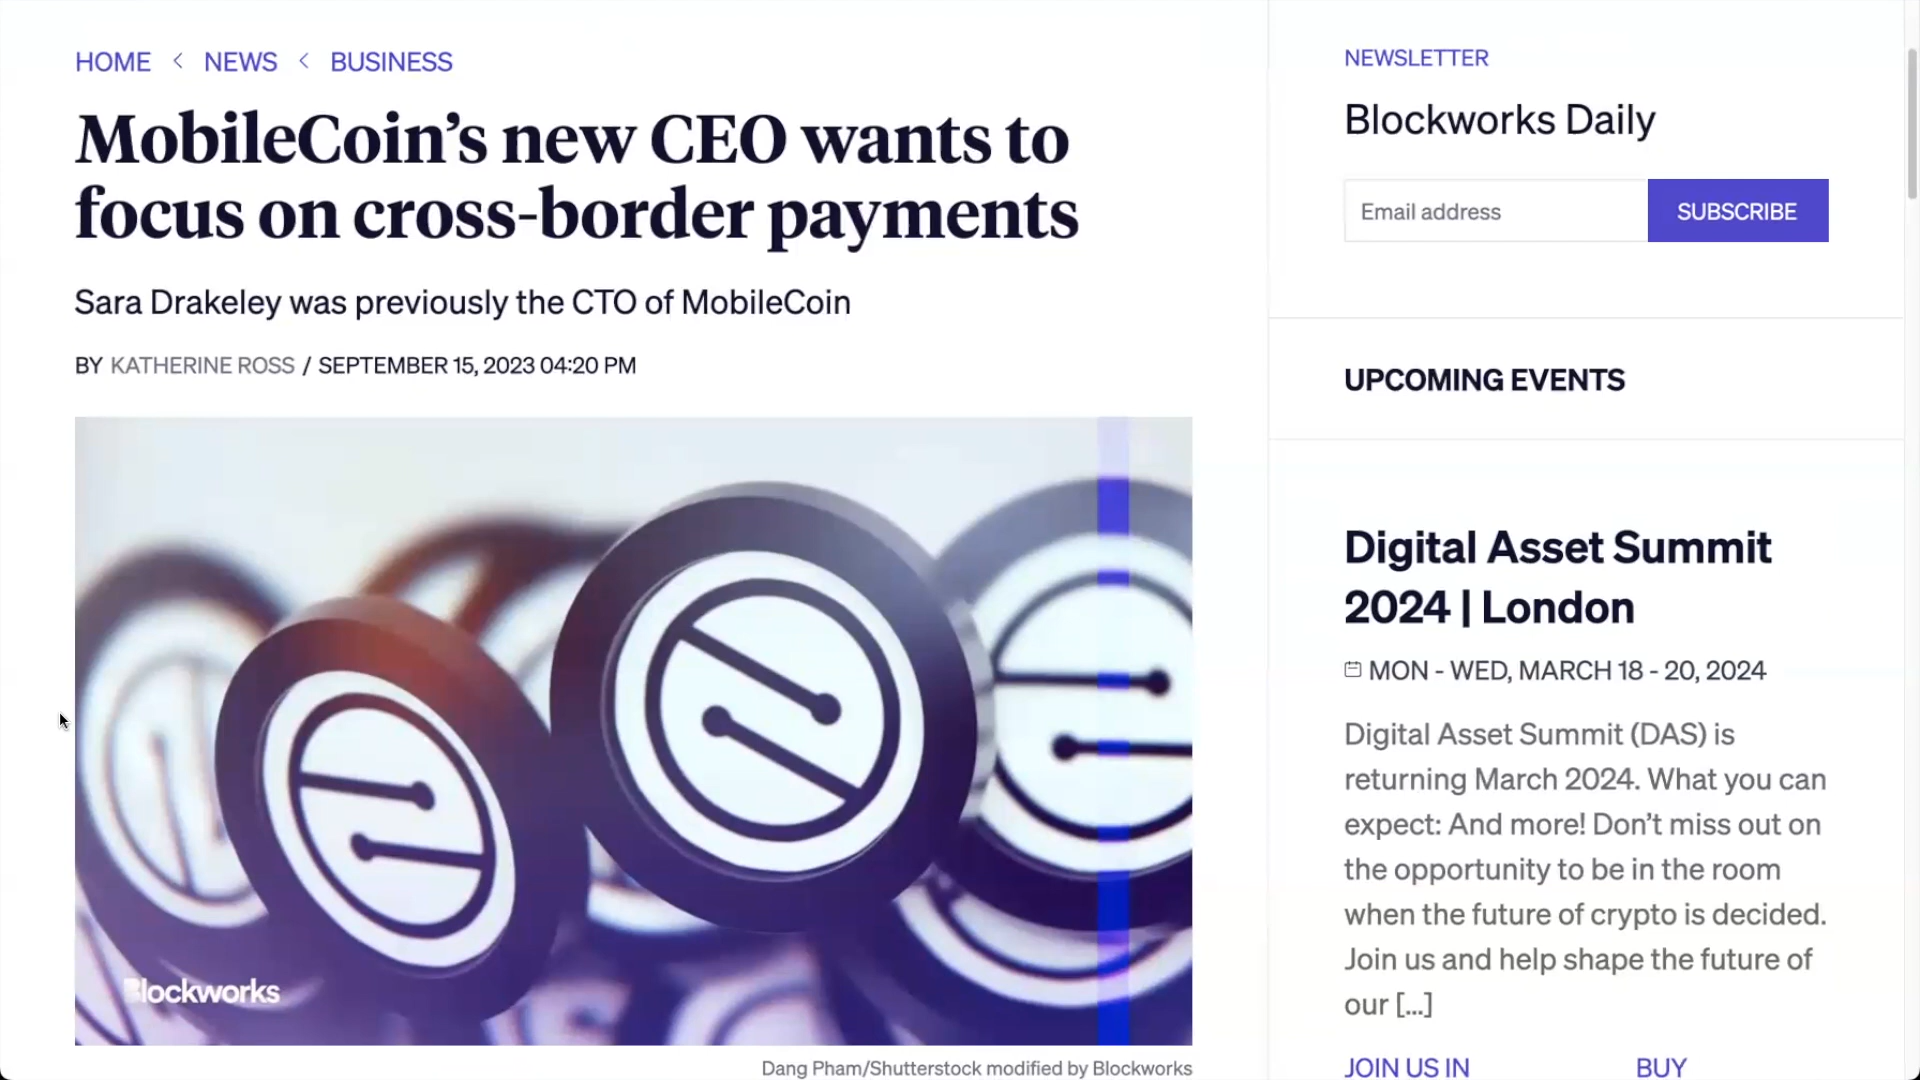 HOME < NEWS < BUSINESS
MobileCoin’s new CEO wants to
focus on cross-border payments
Sara Drakeley was previously the CTO of MobileCoin
BY KATHERINE ROSS / SEPTEMBER 15, 2023 04:20 PM
Blockworks
Dang Pham/Shutterstock modified by Blockworks
NEWSLETTER
Blockworks Daily
Email address
SUBSCRIBE
UPCOMING EVENTS
Digital Asset Summit
2024 | London
MON - WED, MARCH 18 - 20, 2024
Digital Asset Summit (DAS) is
returning March 2024. What you can
expect: And more! Don’t miss out on
the opportunity to be in the room
when the future of crypto is decided.
Join us and help shape the future of
our [...]
JOIN US IN
BUY